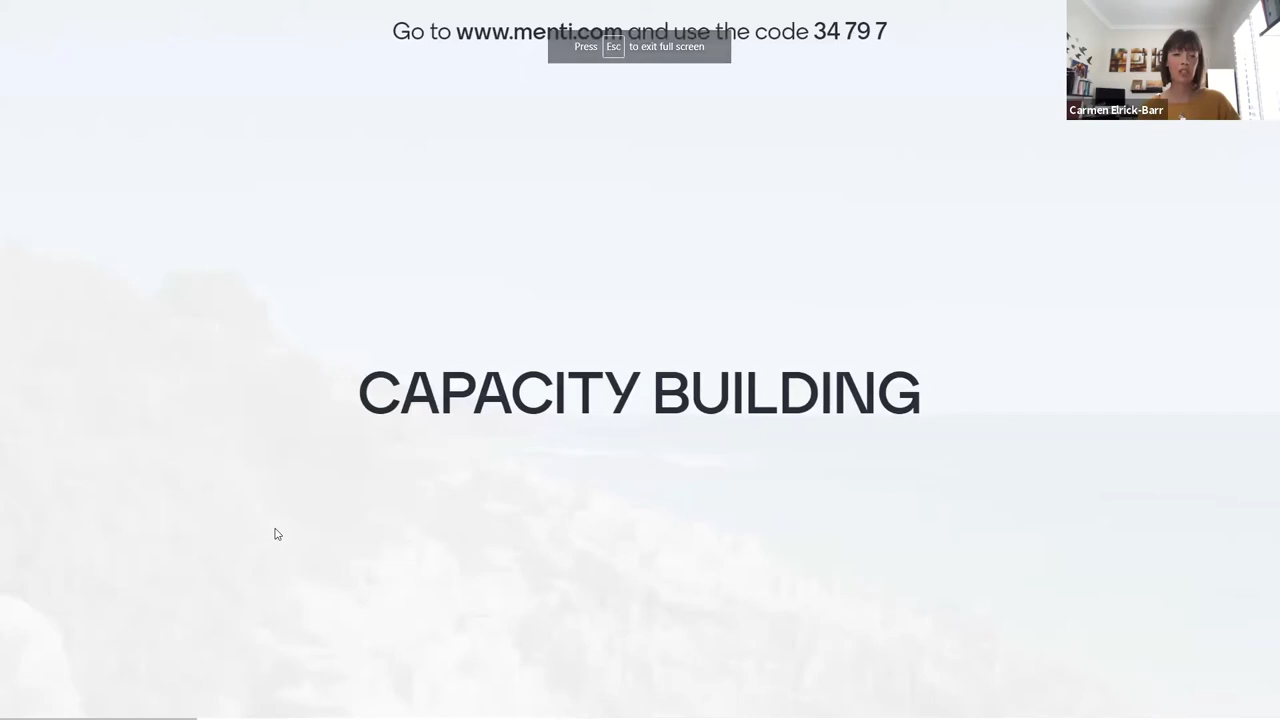 Go to www.menti.com and use the code 34 79 7
Press Esc to exit full screen
Carmen Elrick-Barr
CAPACITY BUILDING